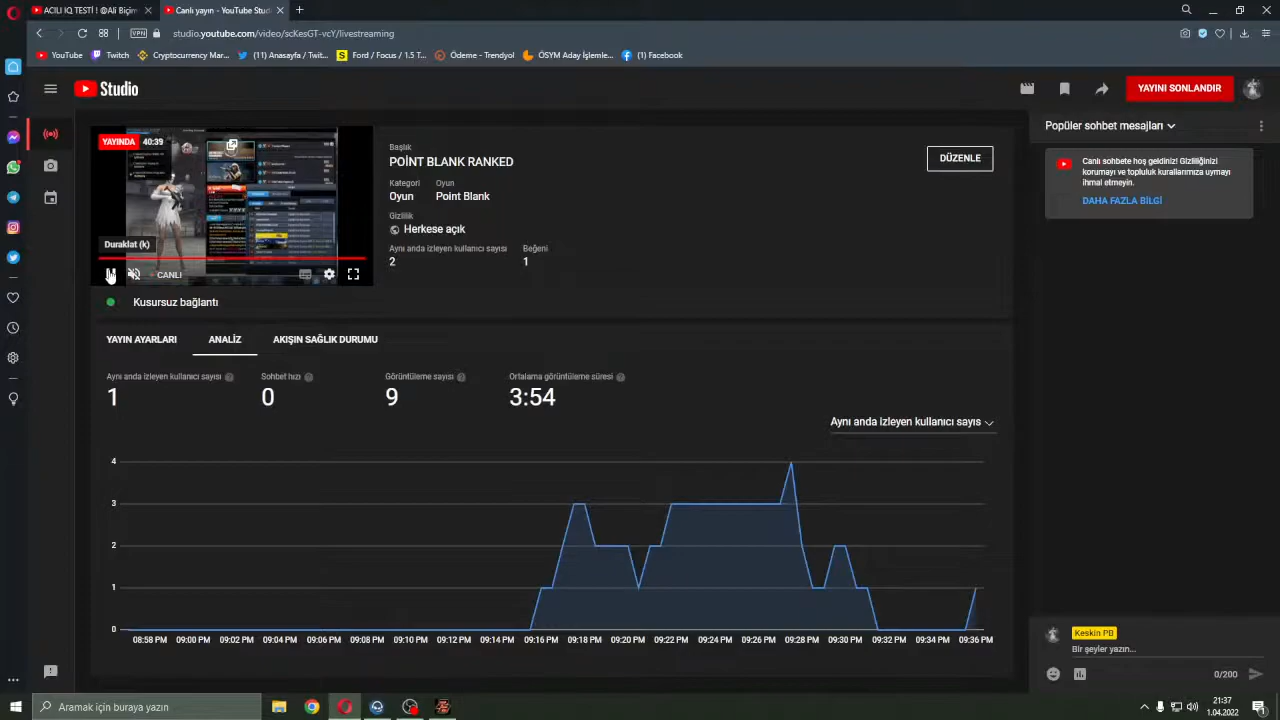 ACILI IQ TESTİ ! @Ali Biçim
Canlı yayın - YouTube Studi
VPN
studio.youtube.com/video/scKesGT-vcY/livestreaming
YouTube
Twitch
Cryptocurrency Mar...
(11) Anasayfa / Twit...
Ford / Focus / 1.5 T...
Ödeme - Trendyol
ÖSYM Aday İşlemle...
(1) Facebook
Studio
YAYINI SONLANDIR
YAYINDA
40:39
Duraklat (k)
CANLI
Başlık
POİNT BLANK RANKED
Kategori
Oyun
Oyun:
Point Blank
Gizlilik
Herkese açık
Aynı anda izleyen kullanıcı sayısı
2
Beğeni
1
DÜZENLE
Kusursuz bağlantı
YAYIN AYARLARI
ANALİZ
AKIŞIN SAĞLIK DURUMU
Aynı anda izleyen kullanıcı sayısı
1
Sohbet hızı
0
Görüntüleme sayısı
9
Ortalama görüntüleme süresi
3:54
Aynı anda izleyen kullanıcı sayıs
4
3
2
1
0
08:58 PM 09:00 PM 09:02 PM 09:04 PM 09:06 PM 09:08 PM 09:10 PM 09:12 PM 09:14 PM 09:16 PM 09:18 PM 09:20 PM 09:22 PM 09:24 PM 09:26 PM 09:28 PM 09:30 PM 09:32 PM 09:34 PM 09:36 PM
Popüler sohbet mesajları
Canlı sohbete hoş geldiniz! Gizliliğinizi
korumayı ve topluluk kurallarımıza uymayı
ihmal etmeyin.
DAHA FAZLA BİLGİ
Keskin PB
Bir şeyler yazın...
0/200
Aramak için buraya yazın
21:37
1.04.2022